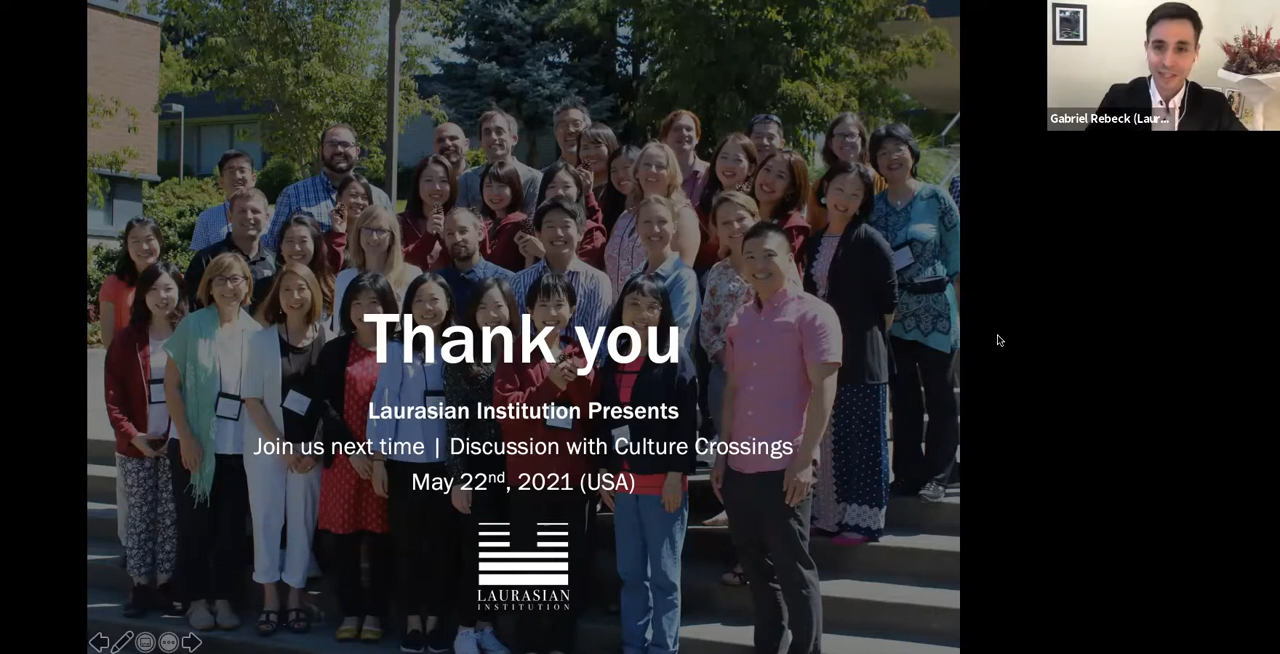 Gabriel Rebeck (Laur...
Thank you
Laurasian Institution Presents
Join us next time | Discussion with Culture Crossings
May 22nd, 2021 (USA)
LAURASIAN
INSTITUTION